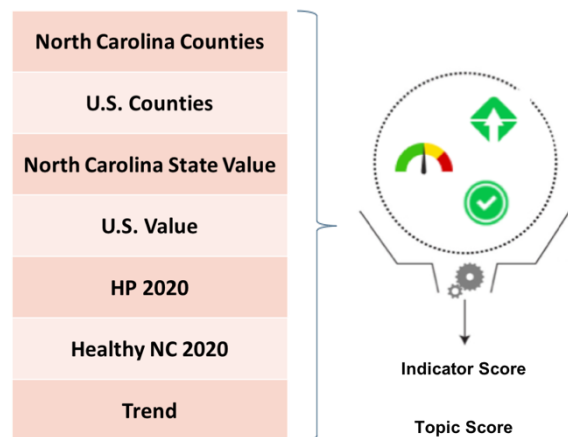 North Carolina Counties
U.S. Counties
North Carolina State Value
U.S. Value
HP 2020
Healthy NC 2020
Trend
Indicator Score
Topic Score